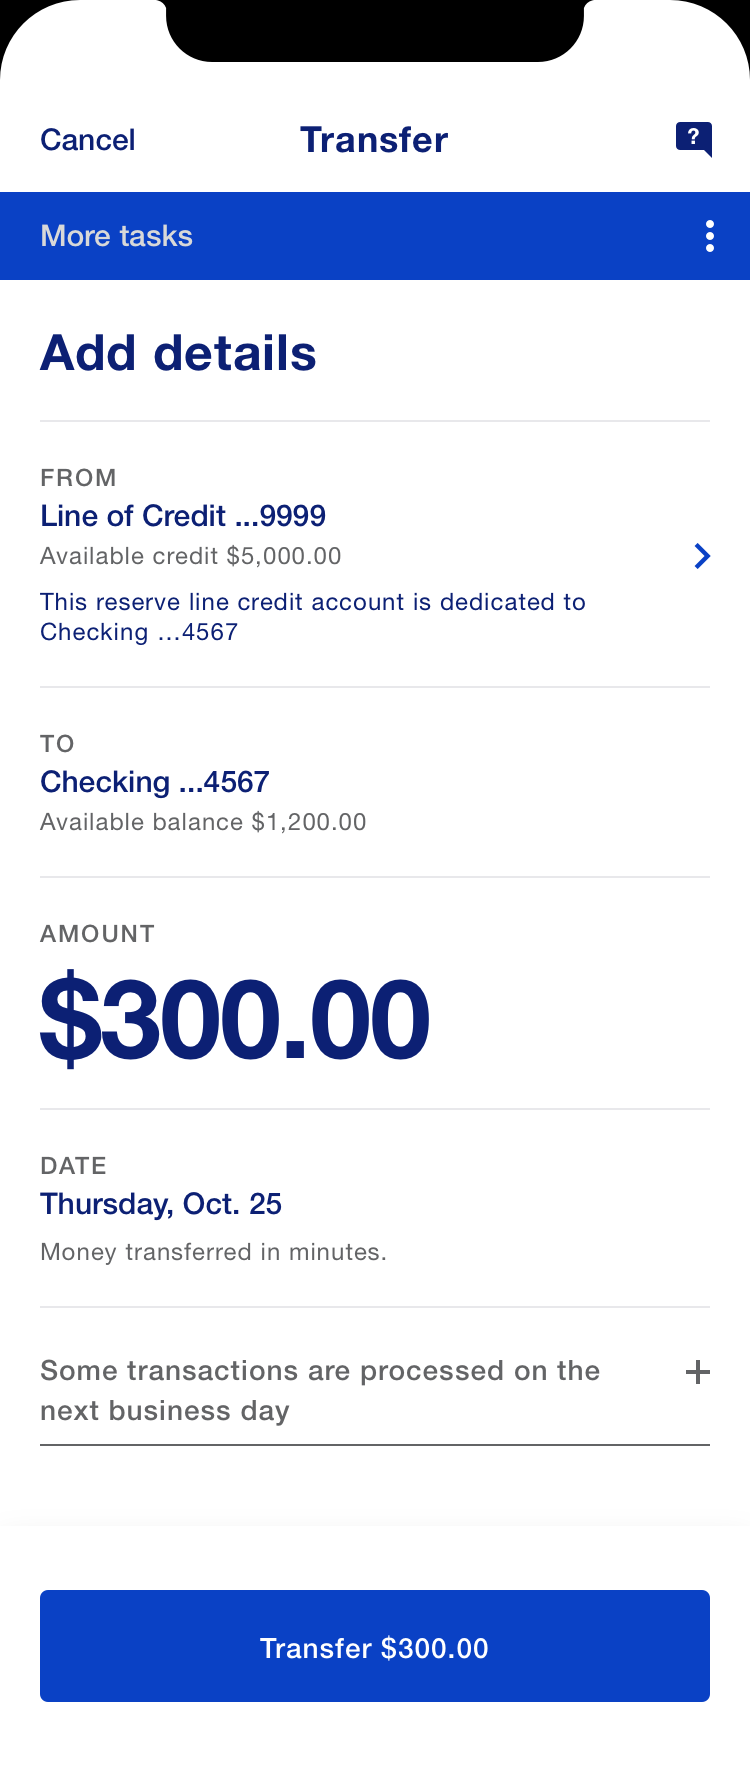 Cancel
Transfer
?
More tasks
Add details
FROM
Line of Credit ...9999
Available credit $5,000.00
This reserve line credit account is dedicated to
Checking ...4567
TO
Checking ...4567
Available balance $1,200.00
AMOUNT
$300.00
DATE
Thursday, Oct. 25
Money transferred in minutes.
Some transactions are processed on the
next business day
Transfer $300.00